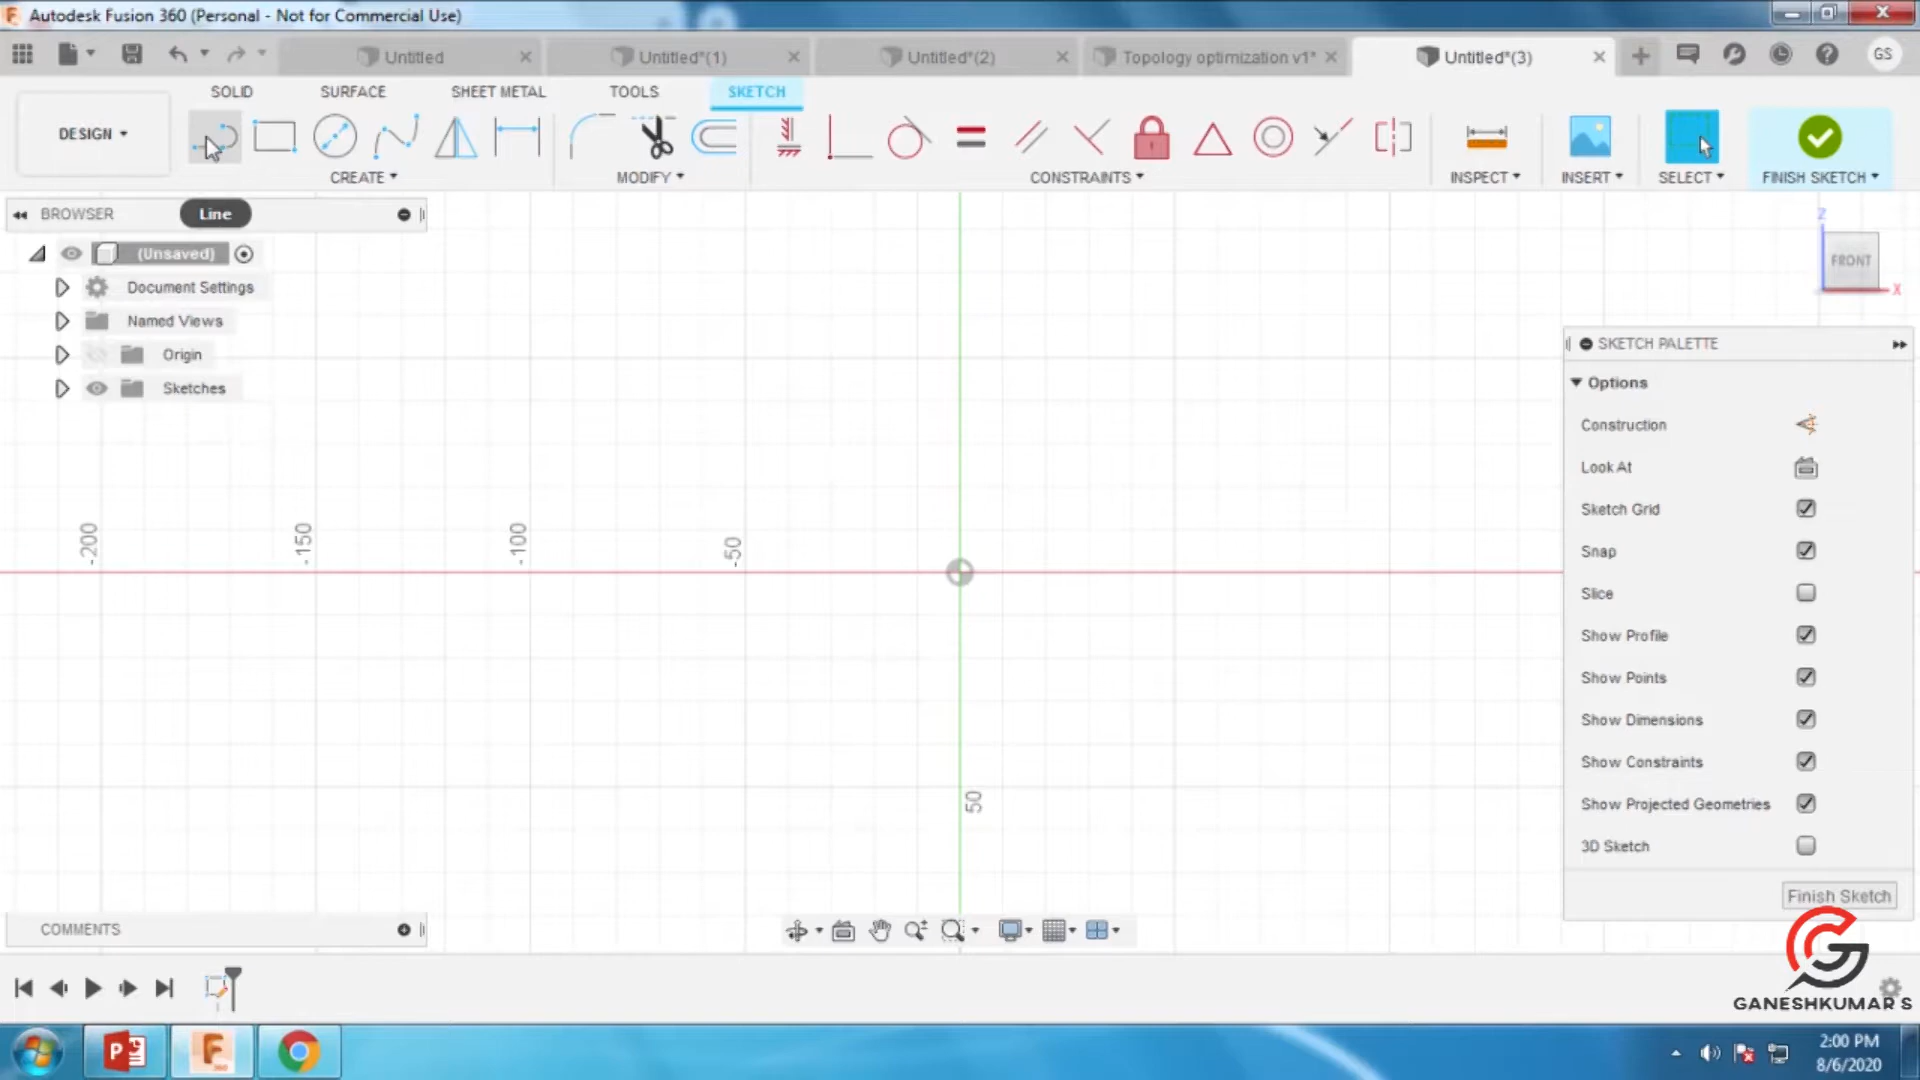 Autodesk Fusion 360 (Personal - Not for Commercial Use)
Untitled
Untitled*(1)
Untitled*(2)
Topology optimization v1*
Untitled*(3)
GS
SOLID
SURFACE
SHEET METAL
TOOLS
SKETCH
DESIGN
CREATE
MODIFY
CONSTRAINTS
INSPECT
INSERT
SELECT
FINISH SKETCH
BROWSER
Line
(Unsaved)
Document Settings
Named Views
Origin
Sketches
Z
FRONT
X
SKETCH PALETTE
Options
Construction
Look At
Sketch Grid
Snap
Slice
Show Profile
Show Points
Show Dimensions
Show Constraints
Show Projected Geometries
3D Sketch
Finish Sketch
-200
-150
-100
-50
50
COMMENTS
GANESHKUMAR S
2:00 PM
8/6/2020